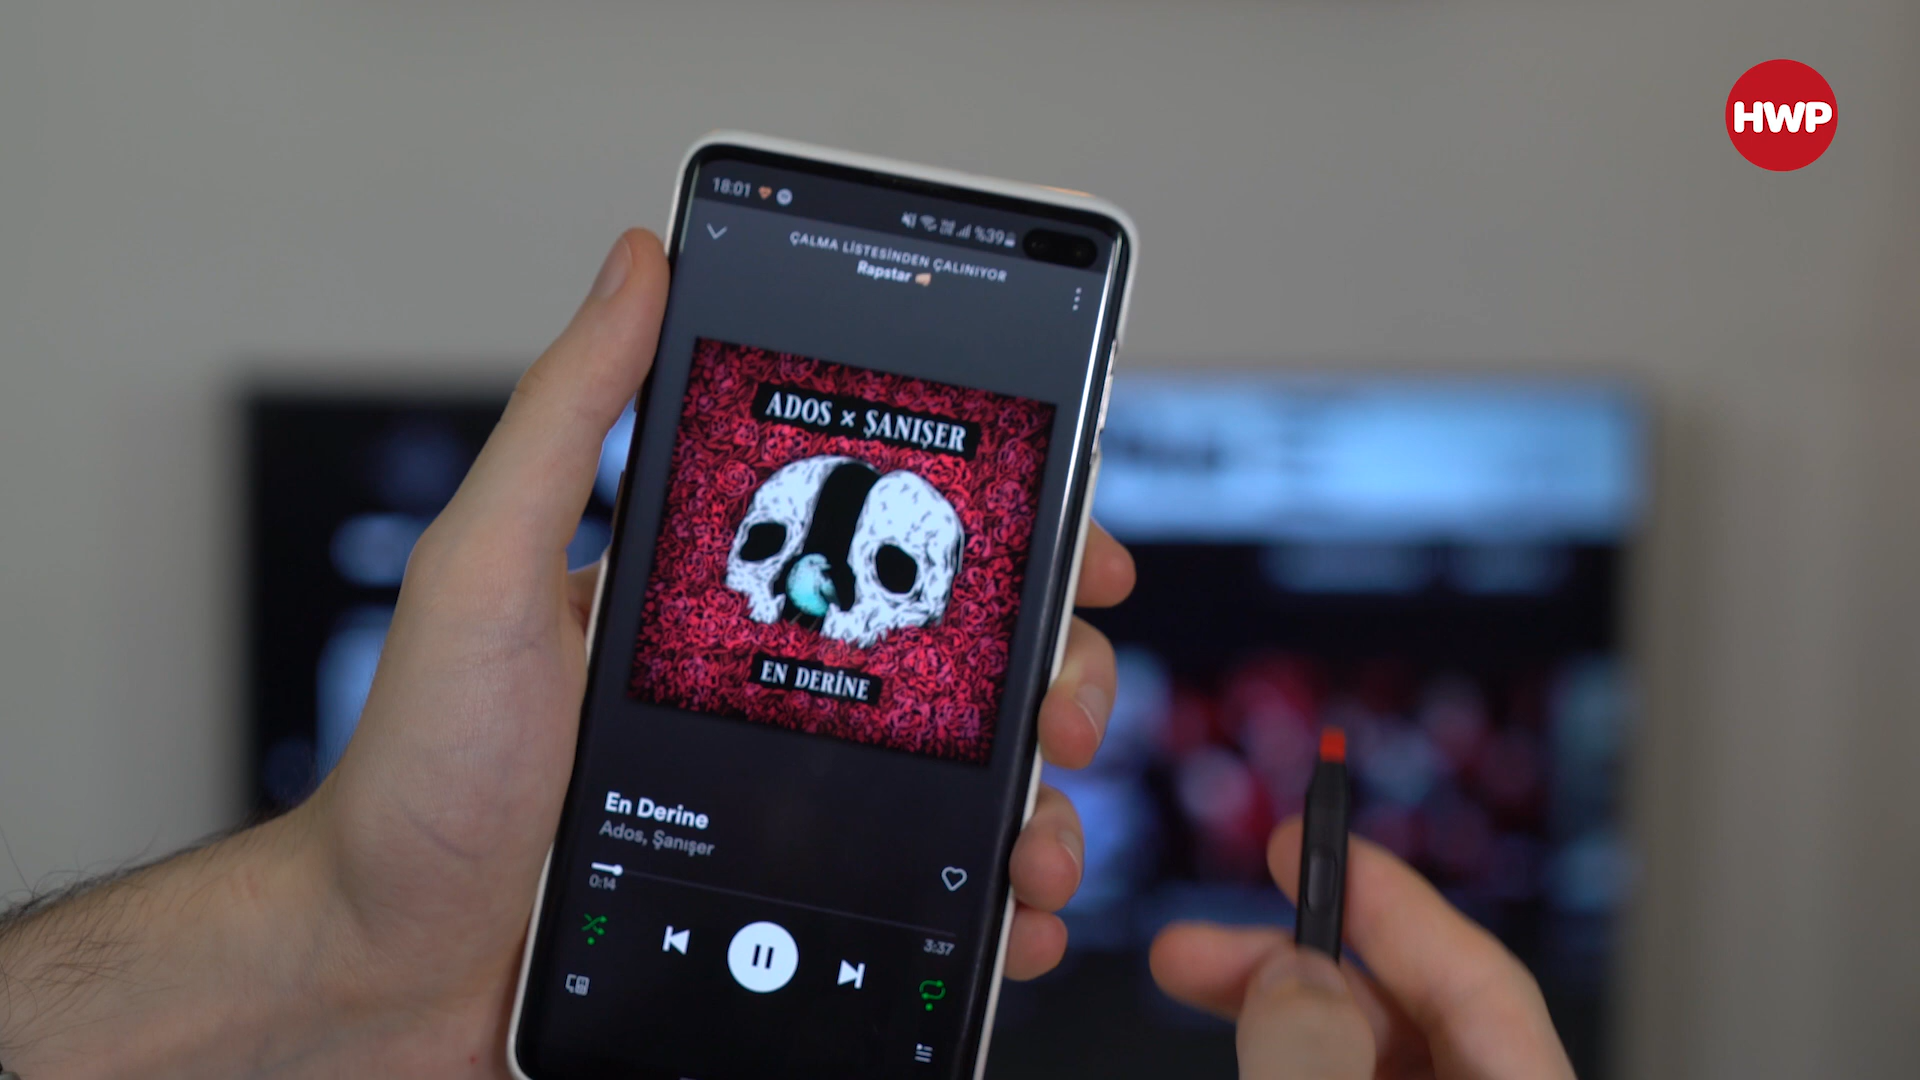 HWP
18:01
%39
ÇALMA LİSTESİNDEN ÇALINIYOR
Rapstar
ADOS × ŞANIŞER
EN DERİNE
En Derine
Ados, Şanışer
0:14
3:37